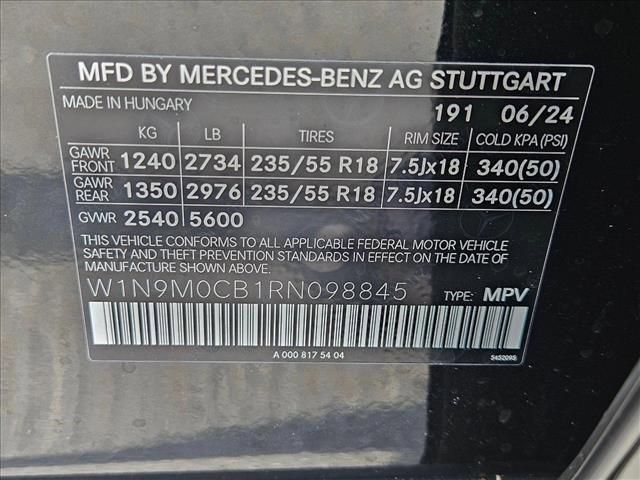 MFD BY MERCEDES-BENZ AG STUTTGART
MADE IN HUNGARY 191 06/24
KG LB TIRES RIM SIZE COLD KPA (PSI)
GAWR FRONT 1240 2734 235/55 R18 7.5Jx18 340(50)
GAWR REAR 1350 2976 235/55 R18 7.5Jx18 340(50)
GVWR 2540 5600
THIS VEHICLE CONFORMS TO ALL APPLICABLE FEDERAL MOTOR VEHICLE
SAFETY AND THEFT PREVENTION STANDARDS IN EFFECT ON THE DATE OF
MANUFACTURE SHOWN ABOVE.
W1N9M0CB1RN098845 TYPE: MPV
A 000 817 54 04